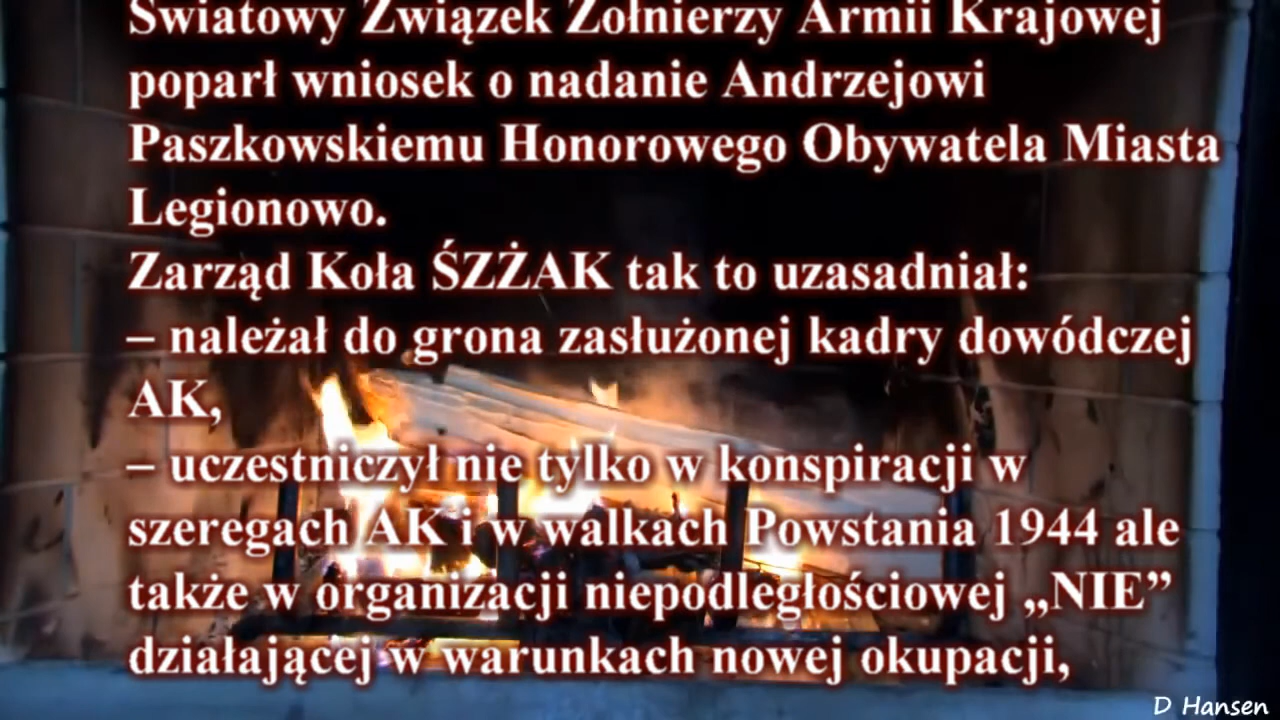 Światowy Związek Żołnierzy Armii Krajowej
poparł wniosek o nadanie Andrzejowi
Paszkowskiemu Honorowego Obywatela Miasta
Legionowo.
Zarząd Koła ŚZŻAK tak to uzasadniał:
– należał do grona zasłużonej kadry dowódczej
AK,
– uczestniczył nie tylko w konspiracji w
szeregach AK i w walkach Powstania 1944 ale
także w organizacji niepodległościowej „NIE”
działającej w warunkach nowej okupacji,
D Hansen